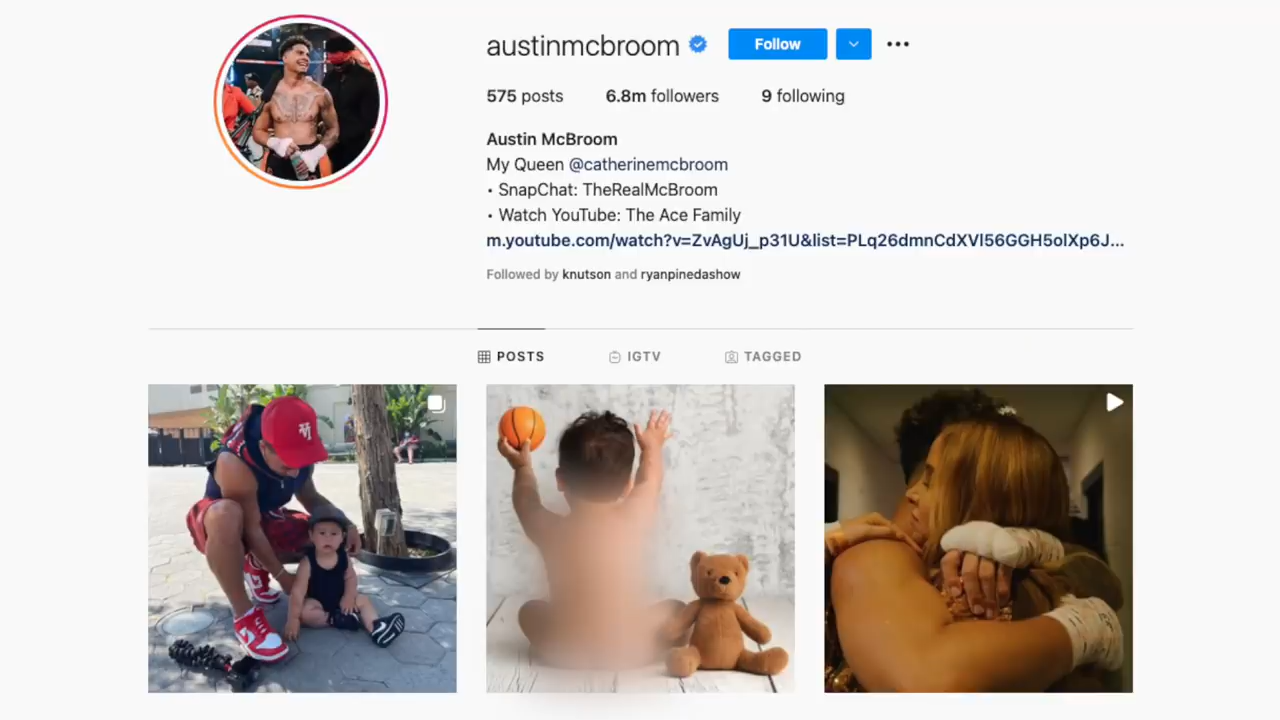 austinmcbroom Follow
575 posts 6.8m followers 9 following
Austin McBroom
My Queen @catherinemcbroom
• SnapChat: TheRealMcBroom
• Watch YouTube: The Ace Family
m.youtube.com/watch?v=ZvAgUj_p31U&list=PLq26dmnCdXVl56GGH5olXp6J...
Followed by knutson and ryanpinedashow
POSTS IGTV TAGGED